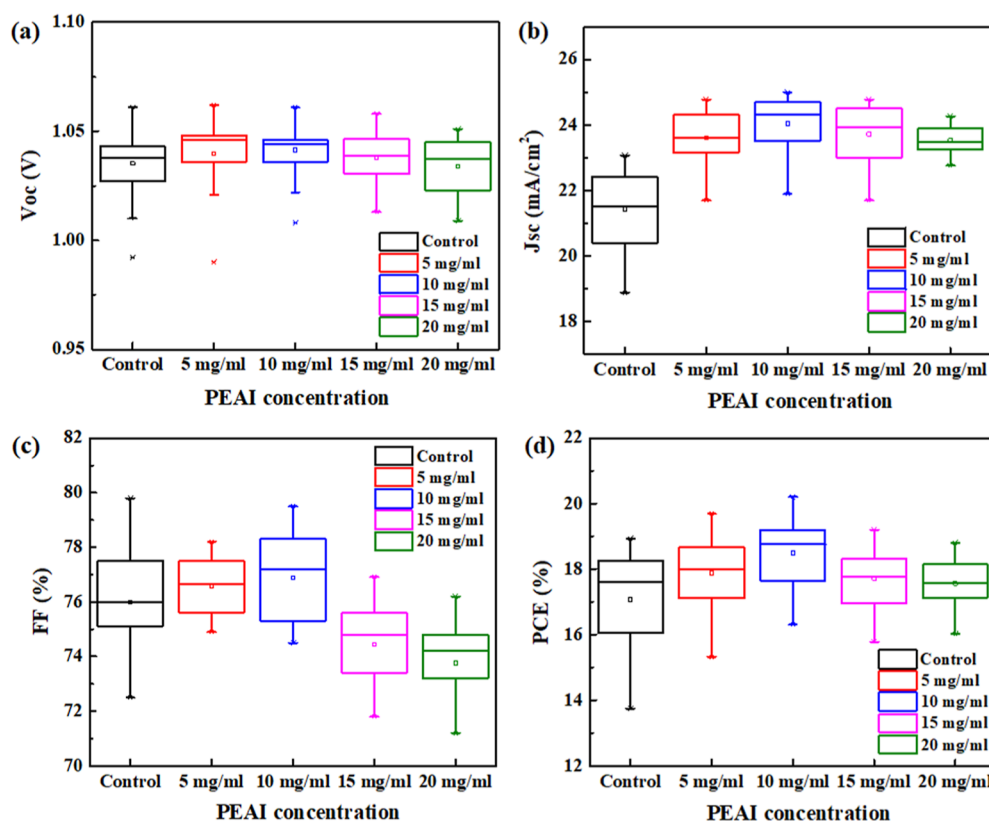 (a)
1.10
1.05
1.00
0.95
Voc (V)
Control
5 mg/ml
10 mg/ml
15 mg/ml
20 mg/ml
Control 5 mg/ml 10 mg/ml 15 mg/ml 20 mg/ml
PEAI concentration
(b)
26
24
22
20
18
Jsc (mA/cm²)
Control
5 mg/ml
10 mg/ml
15 mg/ml
20 mg/ml
Control 5 mg/ml 10 mg/ml 15 mg/ml 20 mg/ml
PEAI concentration
(c)
82
80
78
76
74
72
70
FF (%)
Control
5 mg/ml
10 mg/ml
15 mg/ml
20 mg/ml
Control 5 mg/ml 10 mg/ml 15 mg/ml 20 mg/ml
PEAI concentration
(d)
22
20
18
16
14
12
PCE (%)
Control
5 mg/ml
10 mg/ml
15 mg/ml
20 mg/ml
Control 5 mg/ml 10 mg/ml 15 mg/ml 20 mg/ml
PEAI concentration